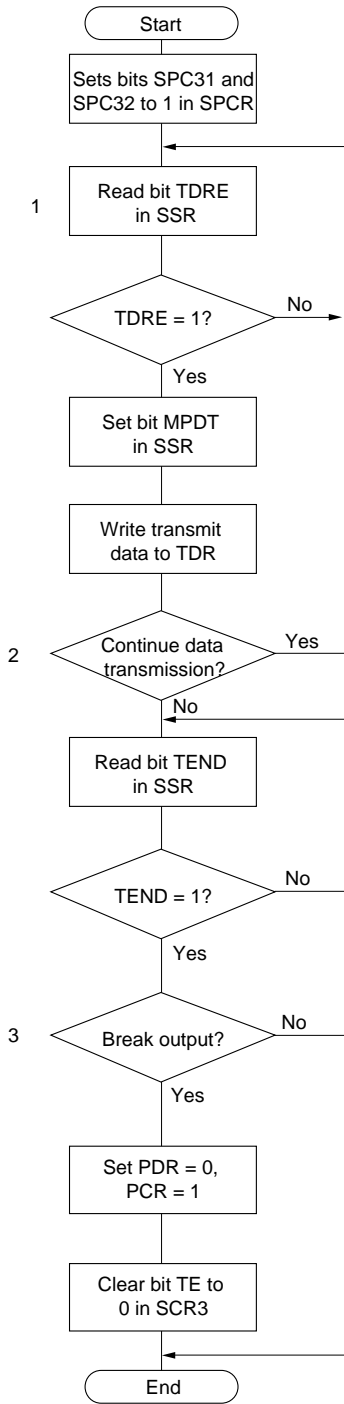 Start
Sets bits SPC31 and
SPC32 to 1 in SPCR
1
Read bit TDRE
in SSR
TDRE = 1?
No
Yes
Set bit MPDT
in SSR
Write transmit
data to TDR
2
Continue data
transmission?
Yes
No
Read bit TEND
in SSR
TEND = 1?
No
Yes
3
Break output?
No
Yes
Set PDR = 0,
PCR = 1
Clear bit TE to
0 in SCR3
End